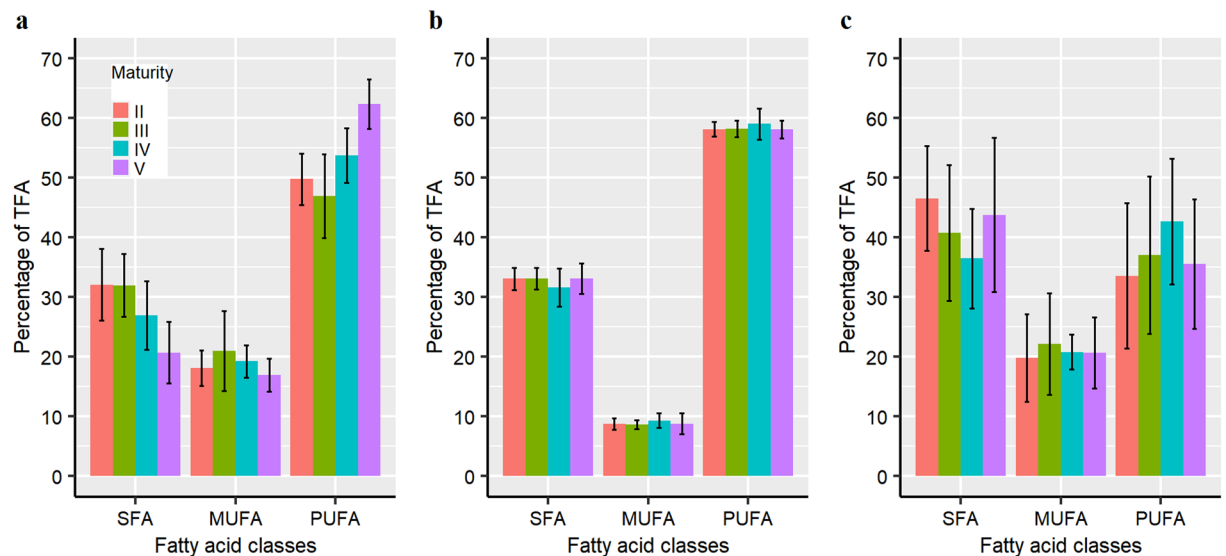 a
Percentage of TFA
70
60
50
40
30
20
10
0
Maturity
II
III
IV
V
SFA MUFA PUFA
Fatty acid classes
b
Percentage of TFA
70
60
50
40
30
20
10
0
SFA MUFA PUFA
Fatty acid classes
c
Percentage of TFA
70
60
50
40
30
20
10
0
SFA MUFA PUFA
Fatty acid classes